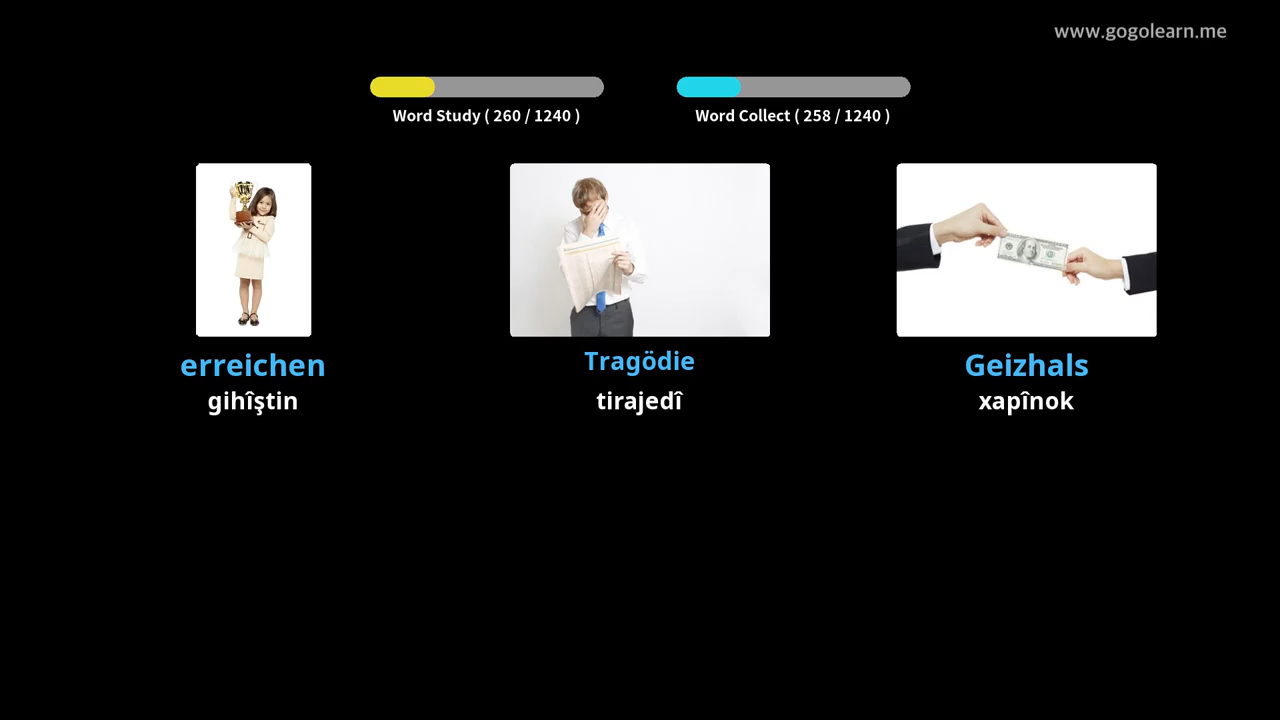 www.gogolearn.me
Word Study ( 260 / 1240 )
Word Collect ( 258 / 1240 )
erreichen
gihîştin
Tragödie
tirajedî
Geizhals
xapînok